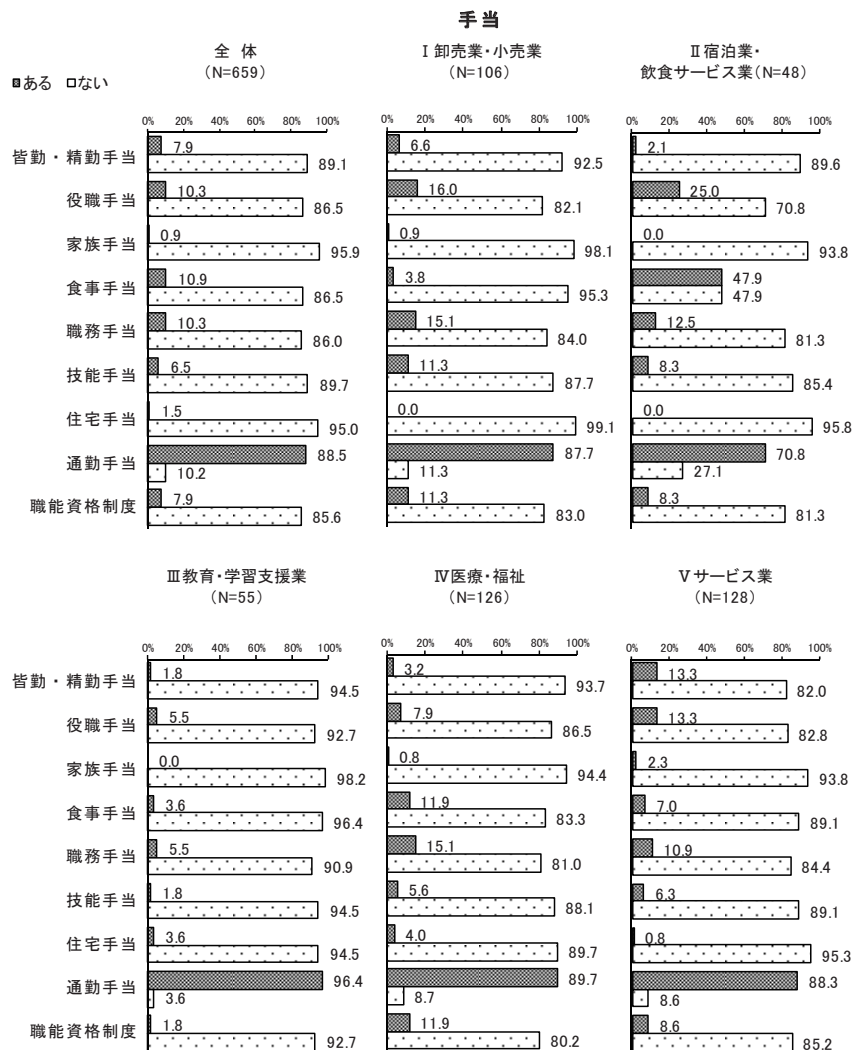 手当
全 体
(N=659)
Ⅰ 卸売業・小売業
(N=106)
Ⅱ宿泊業・
飲食サービス業(N=48)
ある ない
0% 20% 40% 60% 80% 100%
0% 20% 40% 60% 80% 100%
0% 20% 40% 60% 80% 100%
皆勤・精勤手当 7.9 6.6 2.1
89.1 92.5 89.6
役職手当 10.3 16.0 25.0
86.5 82.1 70.8
家族手当 0.9 0.9 0.0
95.9 98.1 93.8
食事手当 10.9 3.8 47.9
86.5 95.3 47.9
職務手当 10.3 15.1 12.5
86.0 84.0 81.3
技能手当 6.5 11.3 8.3
89.7 87.7 85.4
住宅手当 1.5 0.0 0.0
95.0 99.1 95.8
通勤手当 88.5 87.7 70.8
10.2 11.3 27.1
職能資格制度 7.9 11.3 8.3
85.6 83.0 81.3
Ⅲ教育・学習支援業
(N=55)
Ⅳ医療・福祉
(N=126)
Ⅴサービス業
(N=128)
0% 20% 40% 60% 80% 100%
0% 20% 40% 60% 80% 100%
0% 20% 40% 60% 80% 100%
皆勤・精勤手当 1.8 3.2 13.3
94.5 93.7 82.0
役職手当 5.5 7.9 13.3
92.7 86.5 82.8
家族手当 0.0 0.8 2.3
98.2 94.4 93.8
食事手当 3.6 11.9 7.0
96.4 83.3 89.1
職務手当 5.5 15.1 10.9
90.9 81.0 84.4
技能手当 1.8 5.6 6.3
94.5 88.1 89.1
住宅手当 3.6 4.0 0.8
94.5 89.7 95.3
通勤手当 96.4 89.7 88.3
3.6 8.7 8.6
職能資格制度 1.8 11.9 8.6
92.7 80.2 85.2